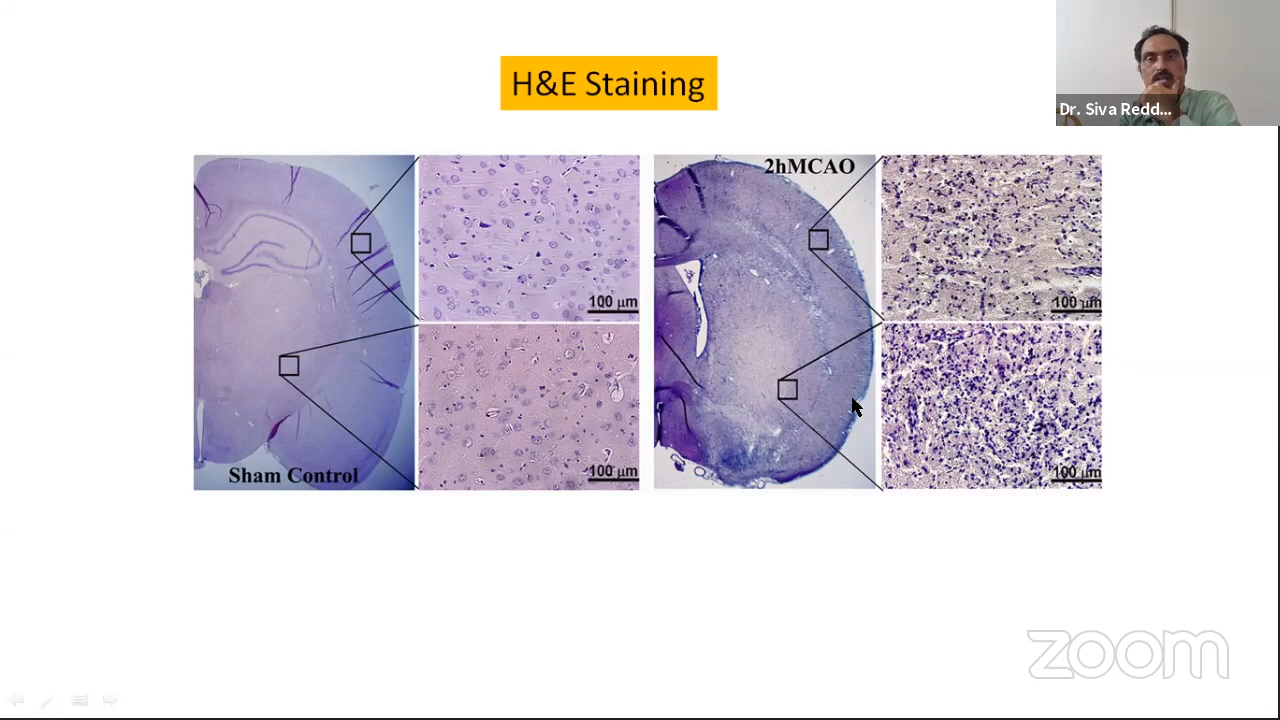 H&E Staining
Dr. Siva Redd...
2hMCAO
100 μm
100 μm
100 μm
100 μm
Sham Control
zoom